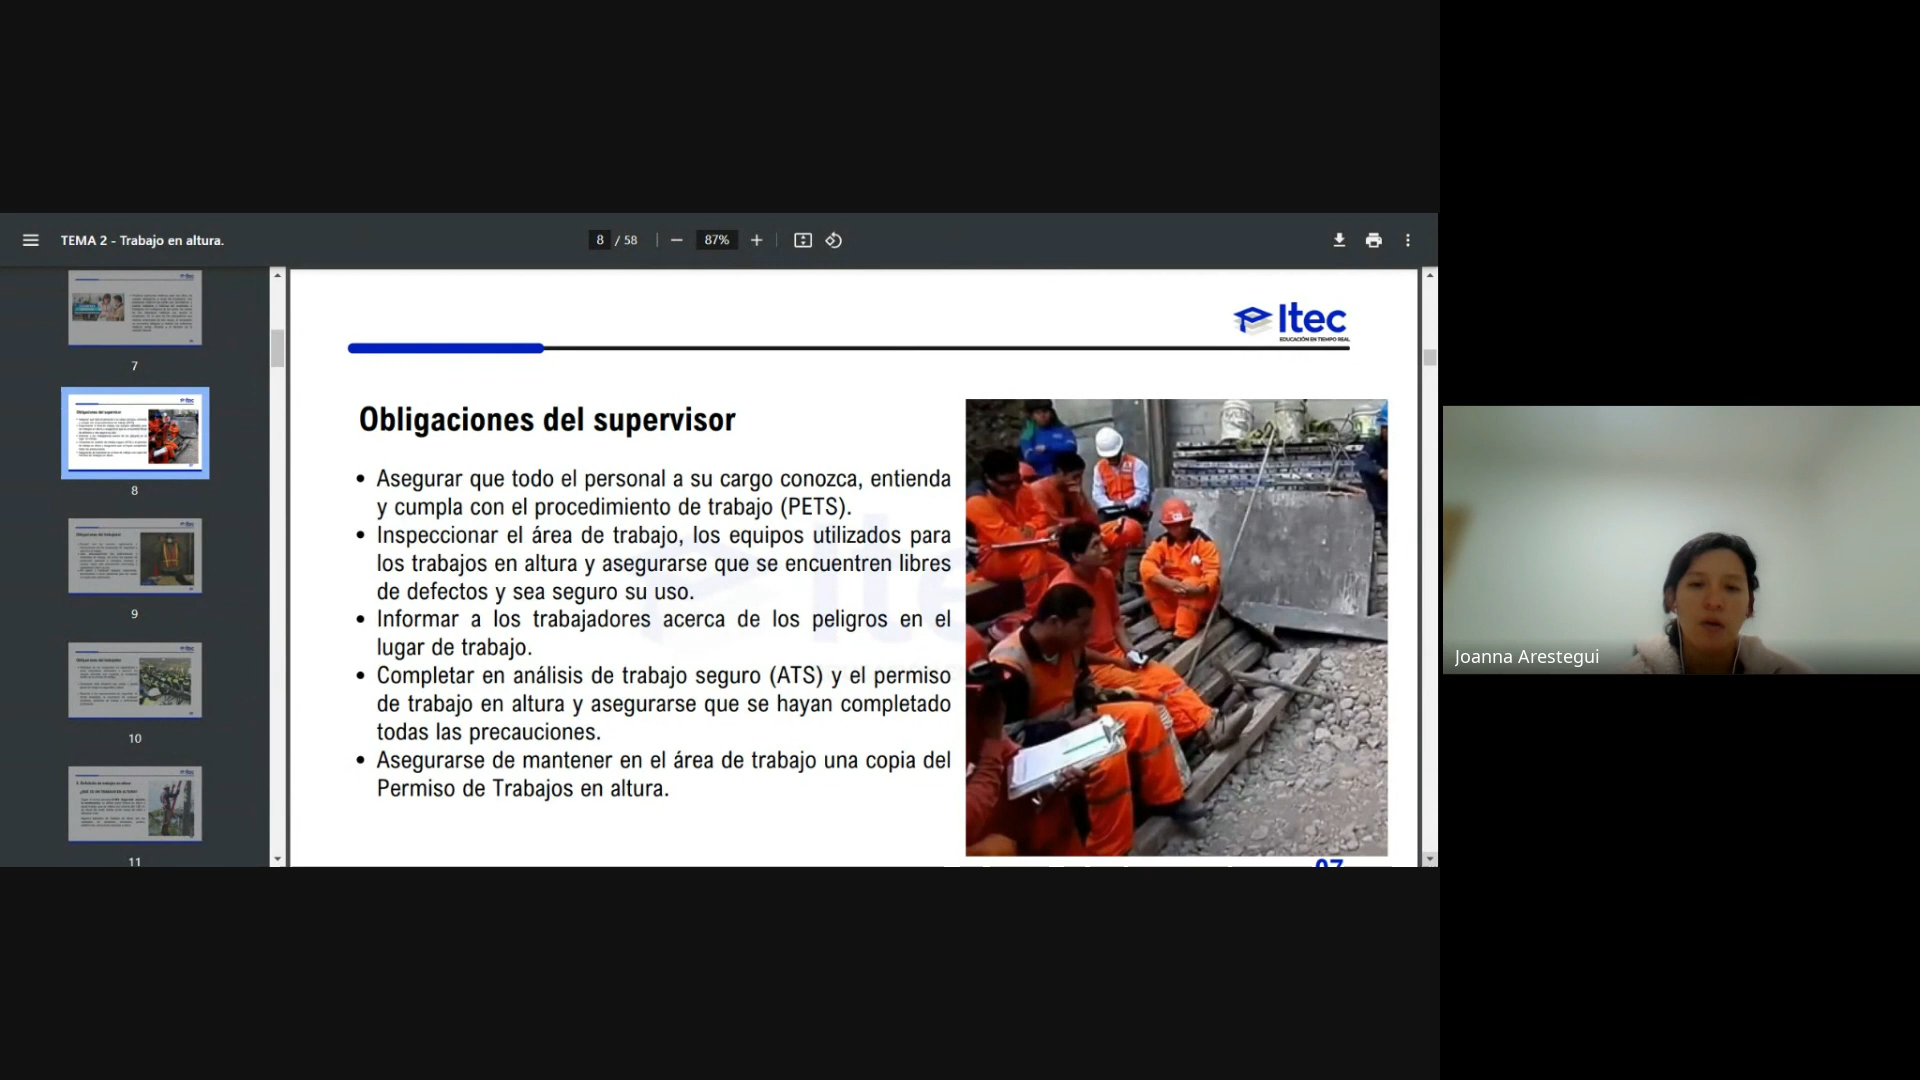 TEMA 2 - Trabajo en altura.
8 / 58
87%
7
8
9
10
11
Itec
EDUCACIÓN EN TIEMPO REAL
Obligaciones del supervisor
• Asegurar que todo el personal a su cargo conozca, entienda
y cumpla con el procedimiento de trabajo (PETS).
• Inspeccionar el área de trabajo, los equipos utilizados para
los trabajos en altura y asegurarse que se encuentren libres
de defectos y sea seguro su uso.
• Informar a los trabajadores acerca de los peligros en el
lugar de trabajo.
• Completar en análisis de trabajo seguro (ATS) y el permiso
de trabajo en altura y asegurarse que se hayan completado
todas las precauciones.
• Asegurarse de mantener en el área de trabajo una copia del
Permiso de Trabajos en altura.
07
Joanna Arestegui